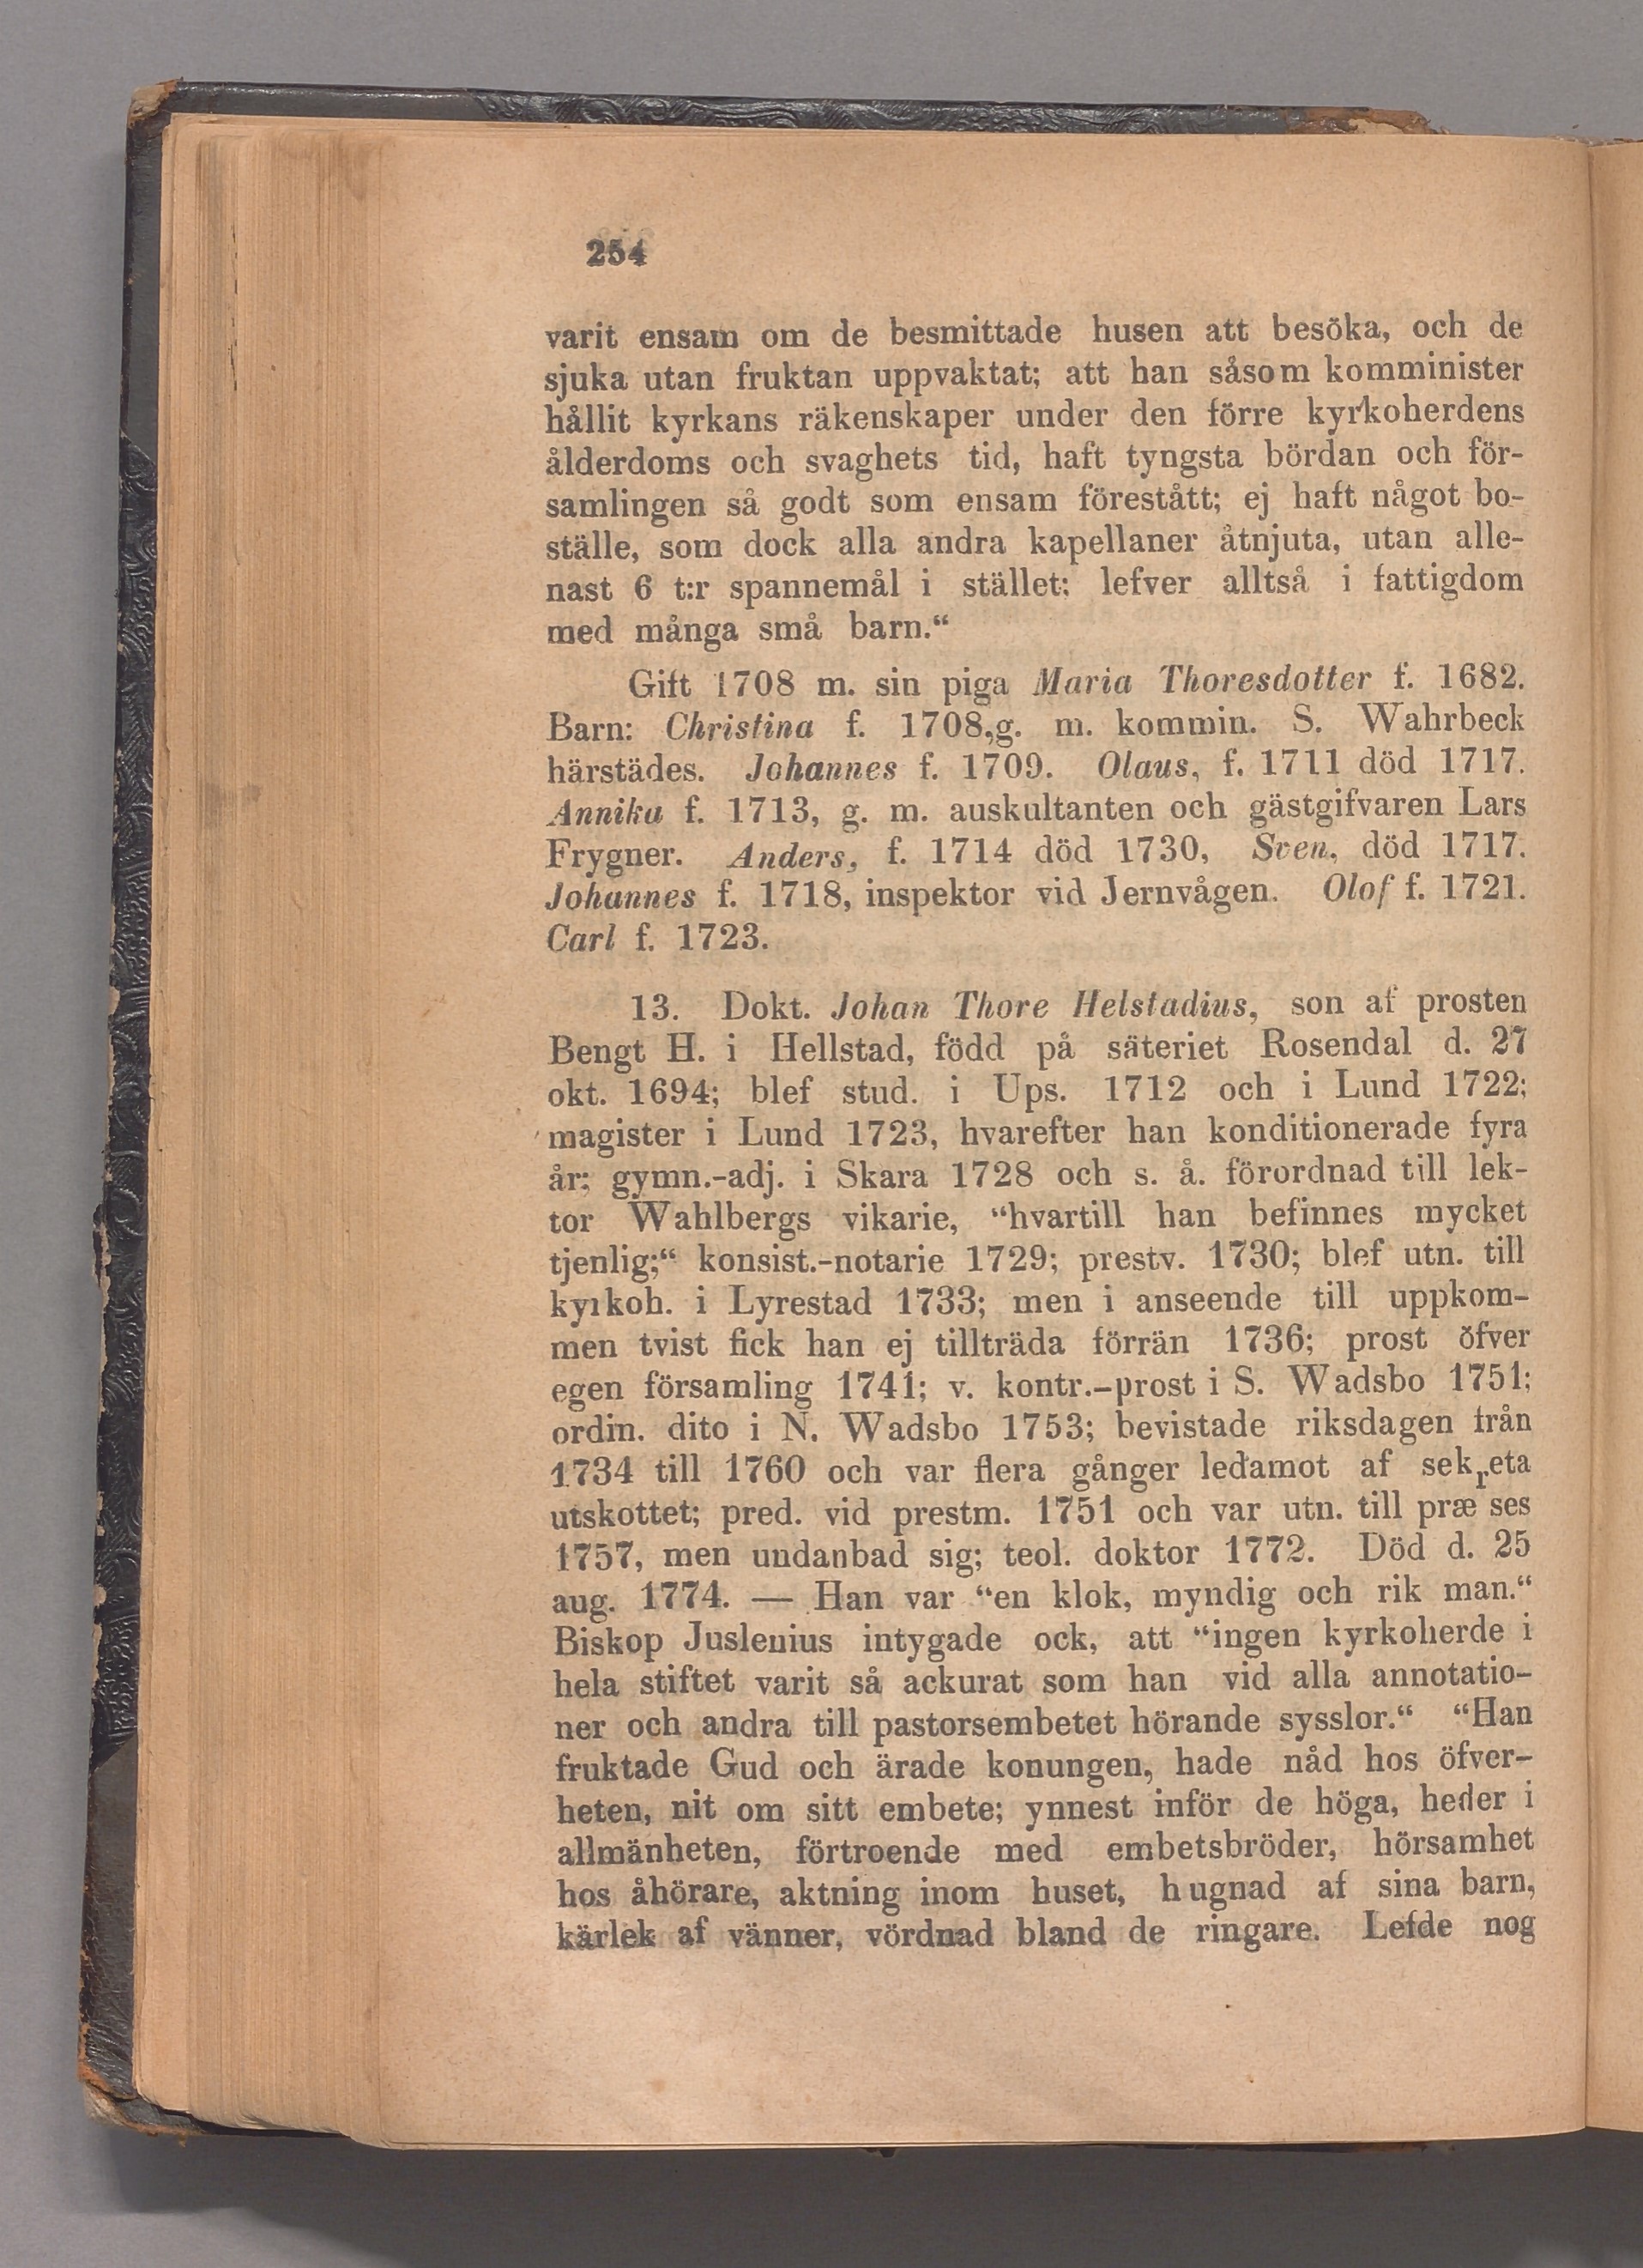 254
varit ensam om de besmittade husen att besöka, och de
sjuka utan fruktan uppvaktat; att han såsom komminister
hållit kyrkans räkenskaper under den förre kyrkoherdens
ålderdoms och svaghets tid, haft tyngsta bördan och för-
samlingen så godt som ensam förestått; ej haft något bo-
ställe, som dock alla andra kapellaner åtnjuta, utan alle-
nast 6 t:r spannemål i stället; lefver alltså i fattigdom
med många små barn.“
Gift 1708 m. sin piga Maria Thoresdotter f. 1682.
Barn: Christina f. 1708,g. m. kommin. S. Wahrbeck
härstädes. Johannes f. 1709. Olaus, f. 1711 död 1717.
Annika f. 1713, g. m. auskultanten och gästgifvaren Lars
Frygner. Anders, f. 1714 död 1730, Sven, död 1717.
Johannes f. 1718, inspektor vid Jernvågen. Olof f. 1721.
Carl f. 1723.
13. Dokt. Johan Thore Helstadius, son af prosten
Bengt H. i Hellstad, född på säteriet Rosendal d. 27
okt. 1694; blef stud. i Ups. 1712 och i Lund 1722;
magister i Lund 1723, hvarefter han konditionerade fyra
år; gymn.-adj. i Skara 1728 och s. å. förordnad till lek-
tor Wahlbergs vikarie, “hvartill han befinnes mycket
tjenlig;“ konsist.-notarie 1729; prestv. 1730; blef utn. till
kyrkoh. i Lyrestad 1733; men i anseende till uppkom-
men tvist fick han ej tillträda förrän 1736; prost öfver
egen församling 1741; v. kontr.-prost i S. Wadsbo 1751;
ordin. dito i N. Wadsbo 1753; bevistade riksdagen från
1734 till 1760 och var flera gånger ledamot af sekreta
utskottet; pred. vid prestm. 1751 och var utn. till præses
1757, men undanbad sig; teol. doktor 1772. Död d. 25
aug. 1774. — Han var “en klok, myndig och rik man.“
Biskop Juslenius intygade ock, att “ingen kyrkoherde i
hela stiftet varit så ackurat som han vid alla annotatio-
ner och andra till pastorsembetet hörande sysslor.“ “Han
fruktade Gud och ärade konungen, hade nåd hos öfver-
heten, nit om sitt embete; ynnest inför de höga, heder i
allmänheten, förtroende med embetsbröder, hörsamhet
hos åhörare, aktning inom huset, hugnad af sina barn,
kärlek af vänner, vördnad bland de ringare. Lefde nog